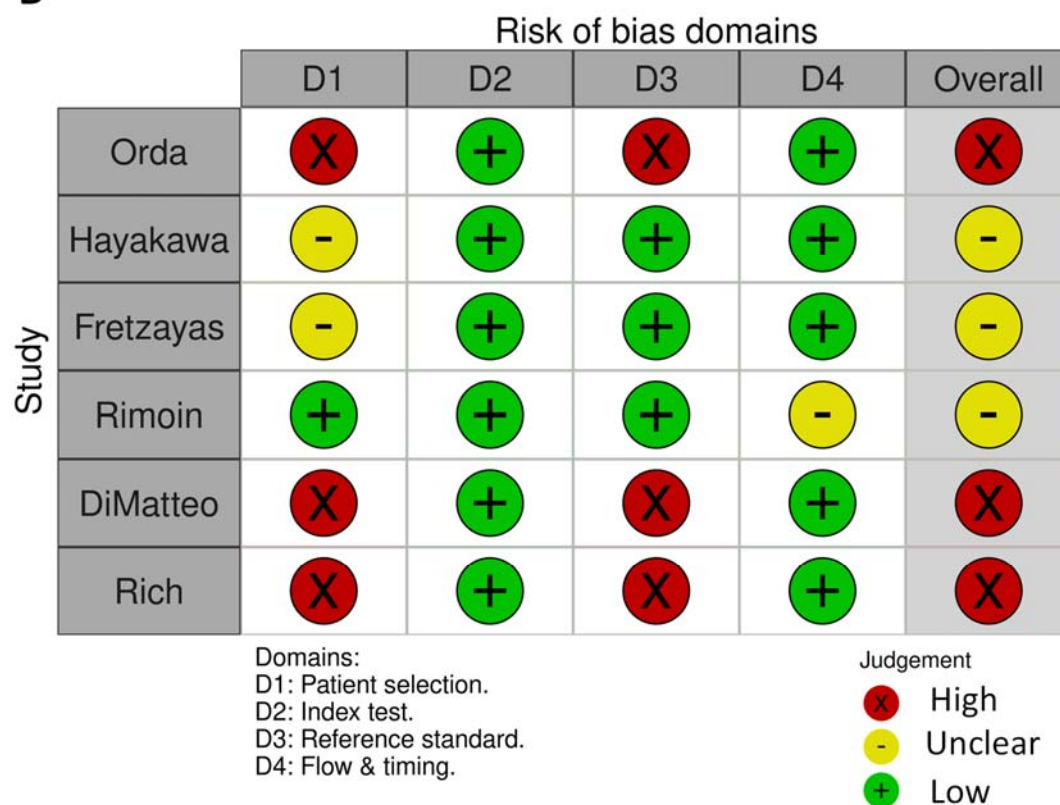 Risk of bias domains
D1 D2 D3 D4 Overall
Study
Orda X + X + X
Hayakawa - + + + -
Fretzayas - + + + -
Rimoin + + + - -
DiMatteo X + X + X
Rich X + X + X
Domains:
D1: Patient selection.
D2: Index test.
D3: Reference standard.
D4: Flow & timing.
Judgement
X High
- Unclear
+ Low